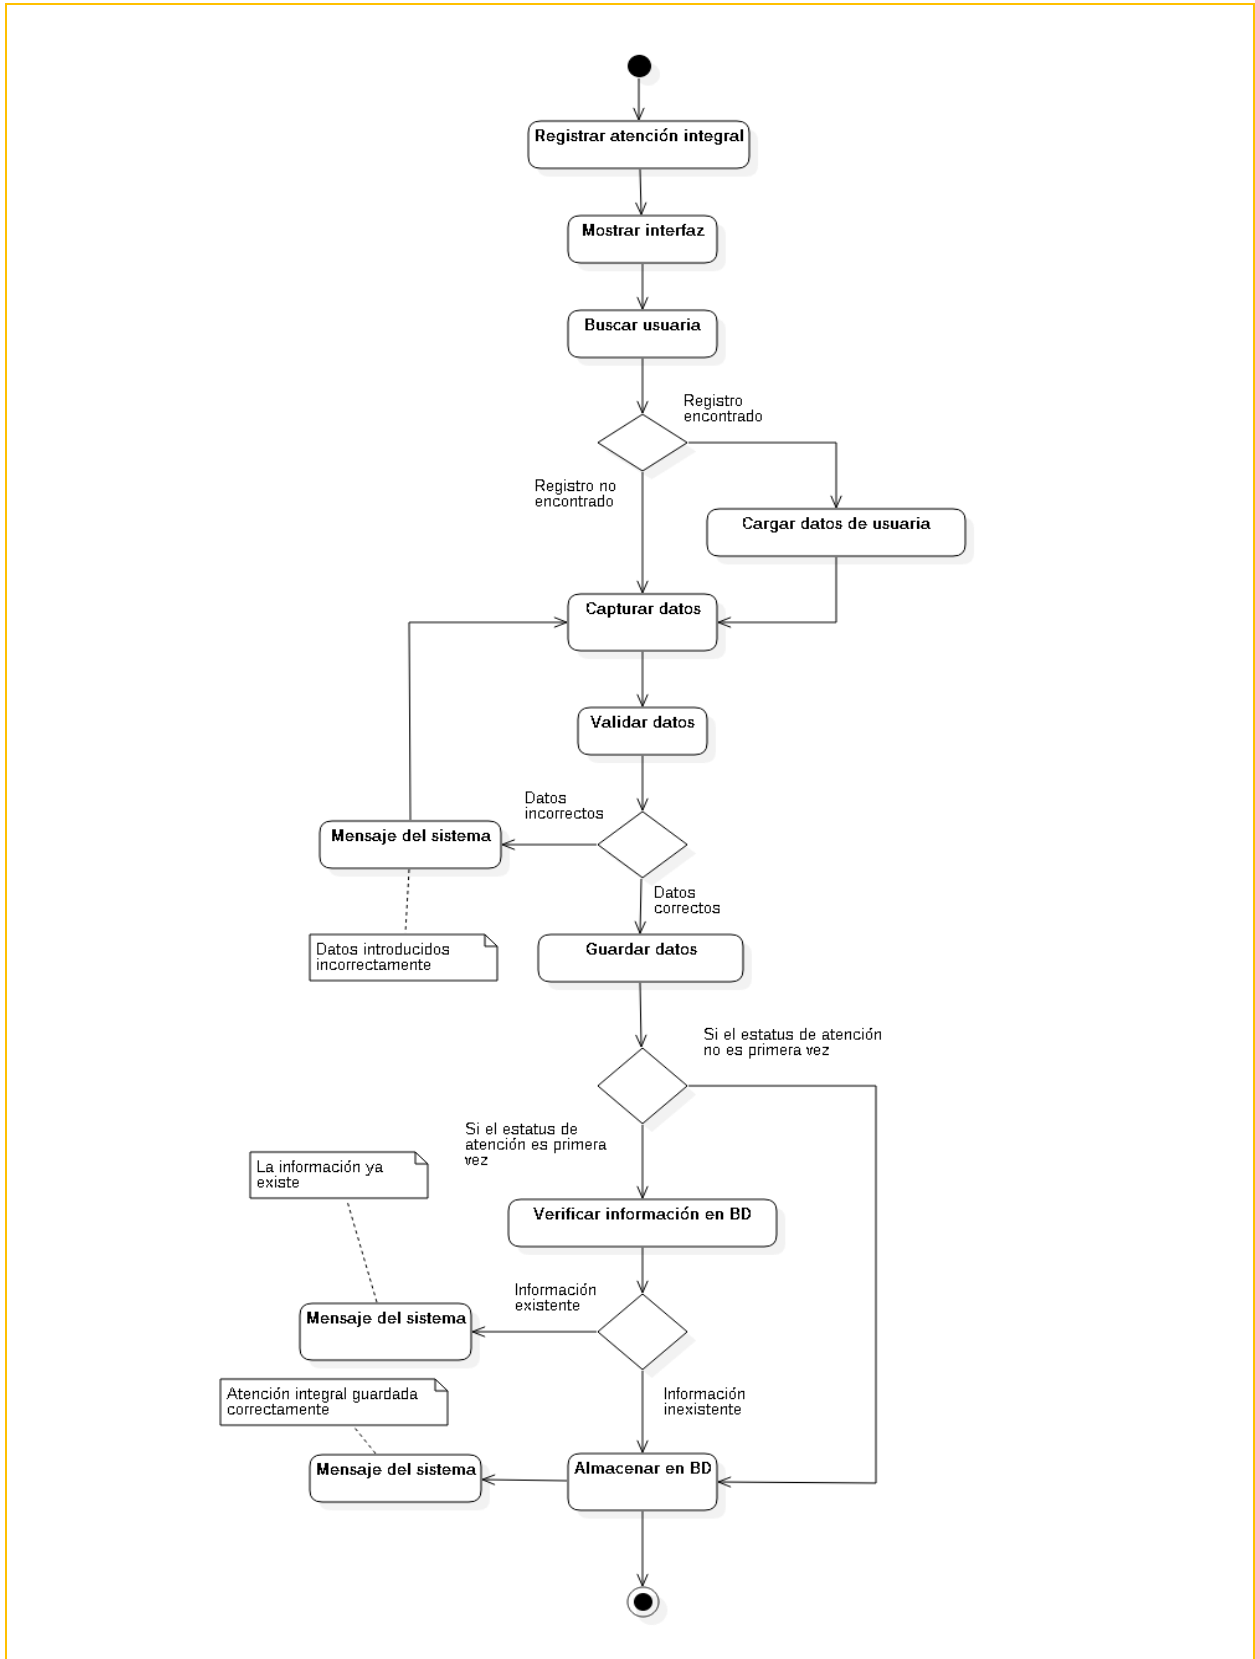 Registrar atención integral
Mostrar interfaz
Buscar usuaria
Registro
encontrado
Registro no
encontrado
Cargar datos de usuaria
Capturar datos
Validar datos
Datos
incorrectos
Mensaje del sistema
Datos
correctos
Datos introducidos
incorrectamente
Guardar datos
Si el estatus de atención
no es primera vez
Si el estatus de
atención es primera
vez
La información ya
existe
Verificar información en BD
Información
existente
Mensaje del sistema
Atención integral guardada
correctamente
Información
inexistente
Mensaje del sistema
Almacenar en BD